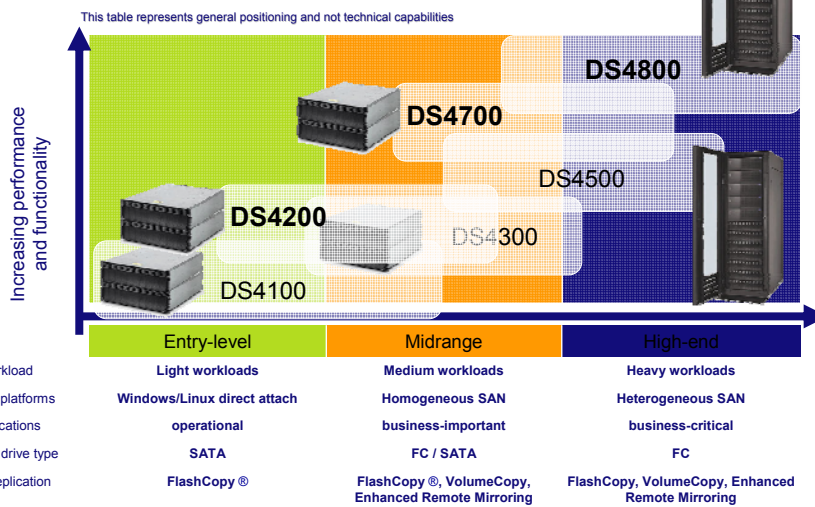 This table represents general positioning and not technical capabilities
Increasing performance
and functionality
DS4800
DS4700
DS4500
DS4200
DS4300
DS4100
Entry-level Midrange High-end
Light workloads Medium workloads Heavy workloads
platforms Windows/Linux direct attach Homogeneous SAN Heterogeneous SAN
operational business-important business-critical
drive type SATA FC / SATA FC
FlashCopy ® FlashCopy ®, VolumeCopy, FlashCopy, VolumeCopy, Enhanced
Enhanced Remote Mirroring Remote Mirroring